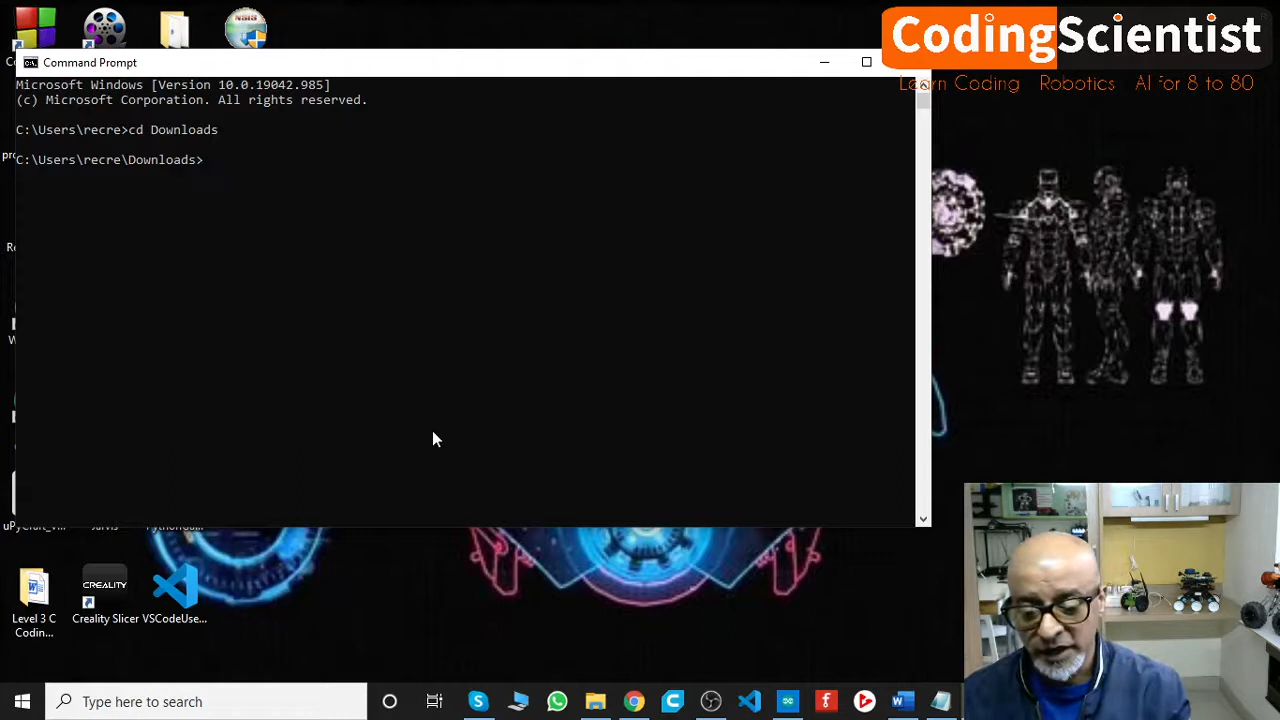 CodingScientist
Learn Coding Robotics AI for 8 to 80
Command Prompt
Microsoft Windows [Version 10.0.19042.985]
(c) Microsoft Corporation. All rights reserved.
C:\Users\recre>cd Downloads
C:\Users\recre\Downloads>
CREALITY
Level 3 C
Codin...
Creality Slicer
VSCodeUse...
Type here to search